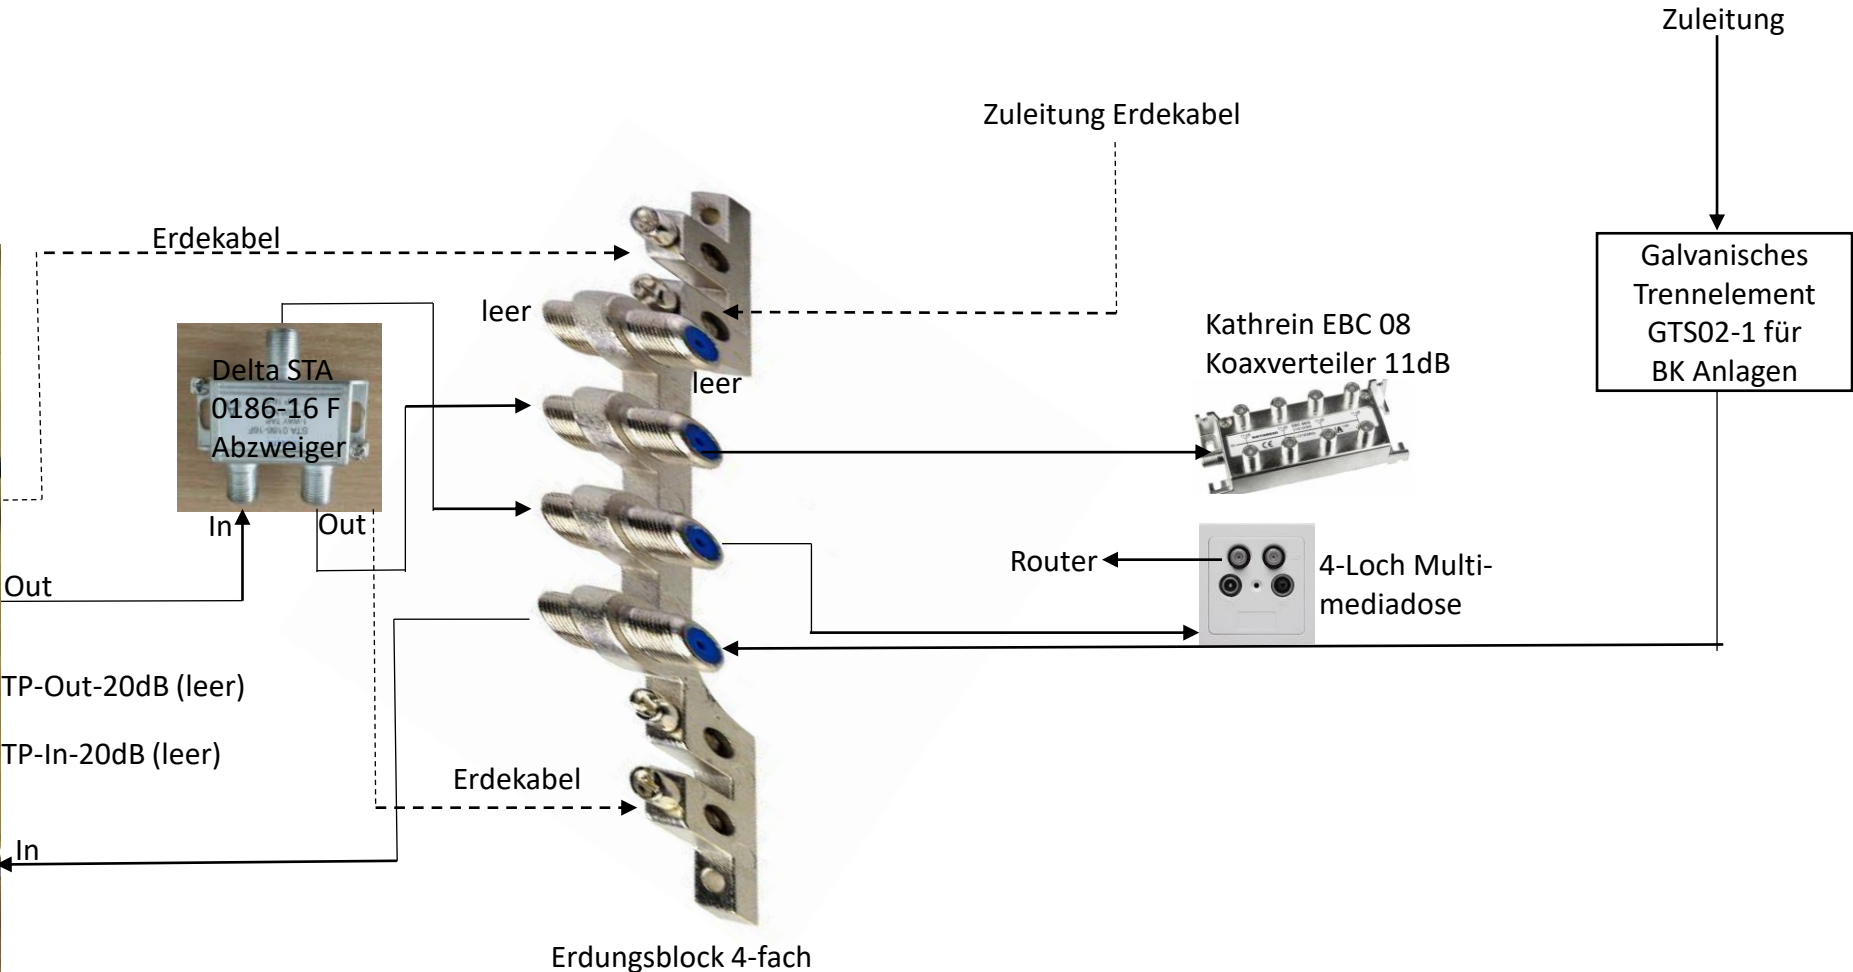 Zuleitung
Zuleitung Erdekabel
Erdekabel
leer
leer
Delta STA
0186-16 F
Abzweiger
In
Out
Out
Kathrein EBC 08
Koaxverteiler 11dB
Galvanisches
Trennelement
GTS02-1 für
BK Anlagen
Router
4-Loch Multi-
mediadose
TP-Out-20dB (leer)
TP-In-20dB (leer)
Erdekabel
In
Erdungsblock 4-fach